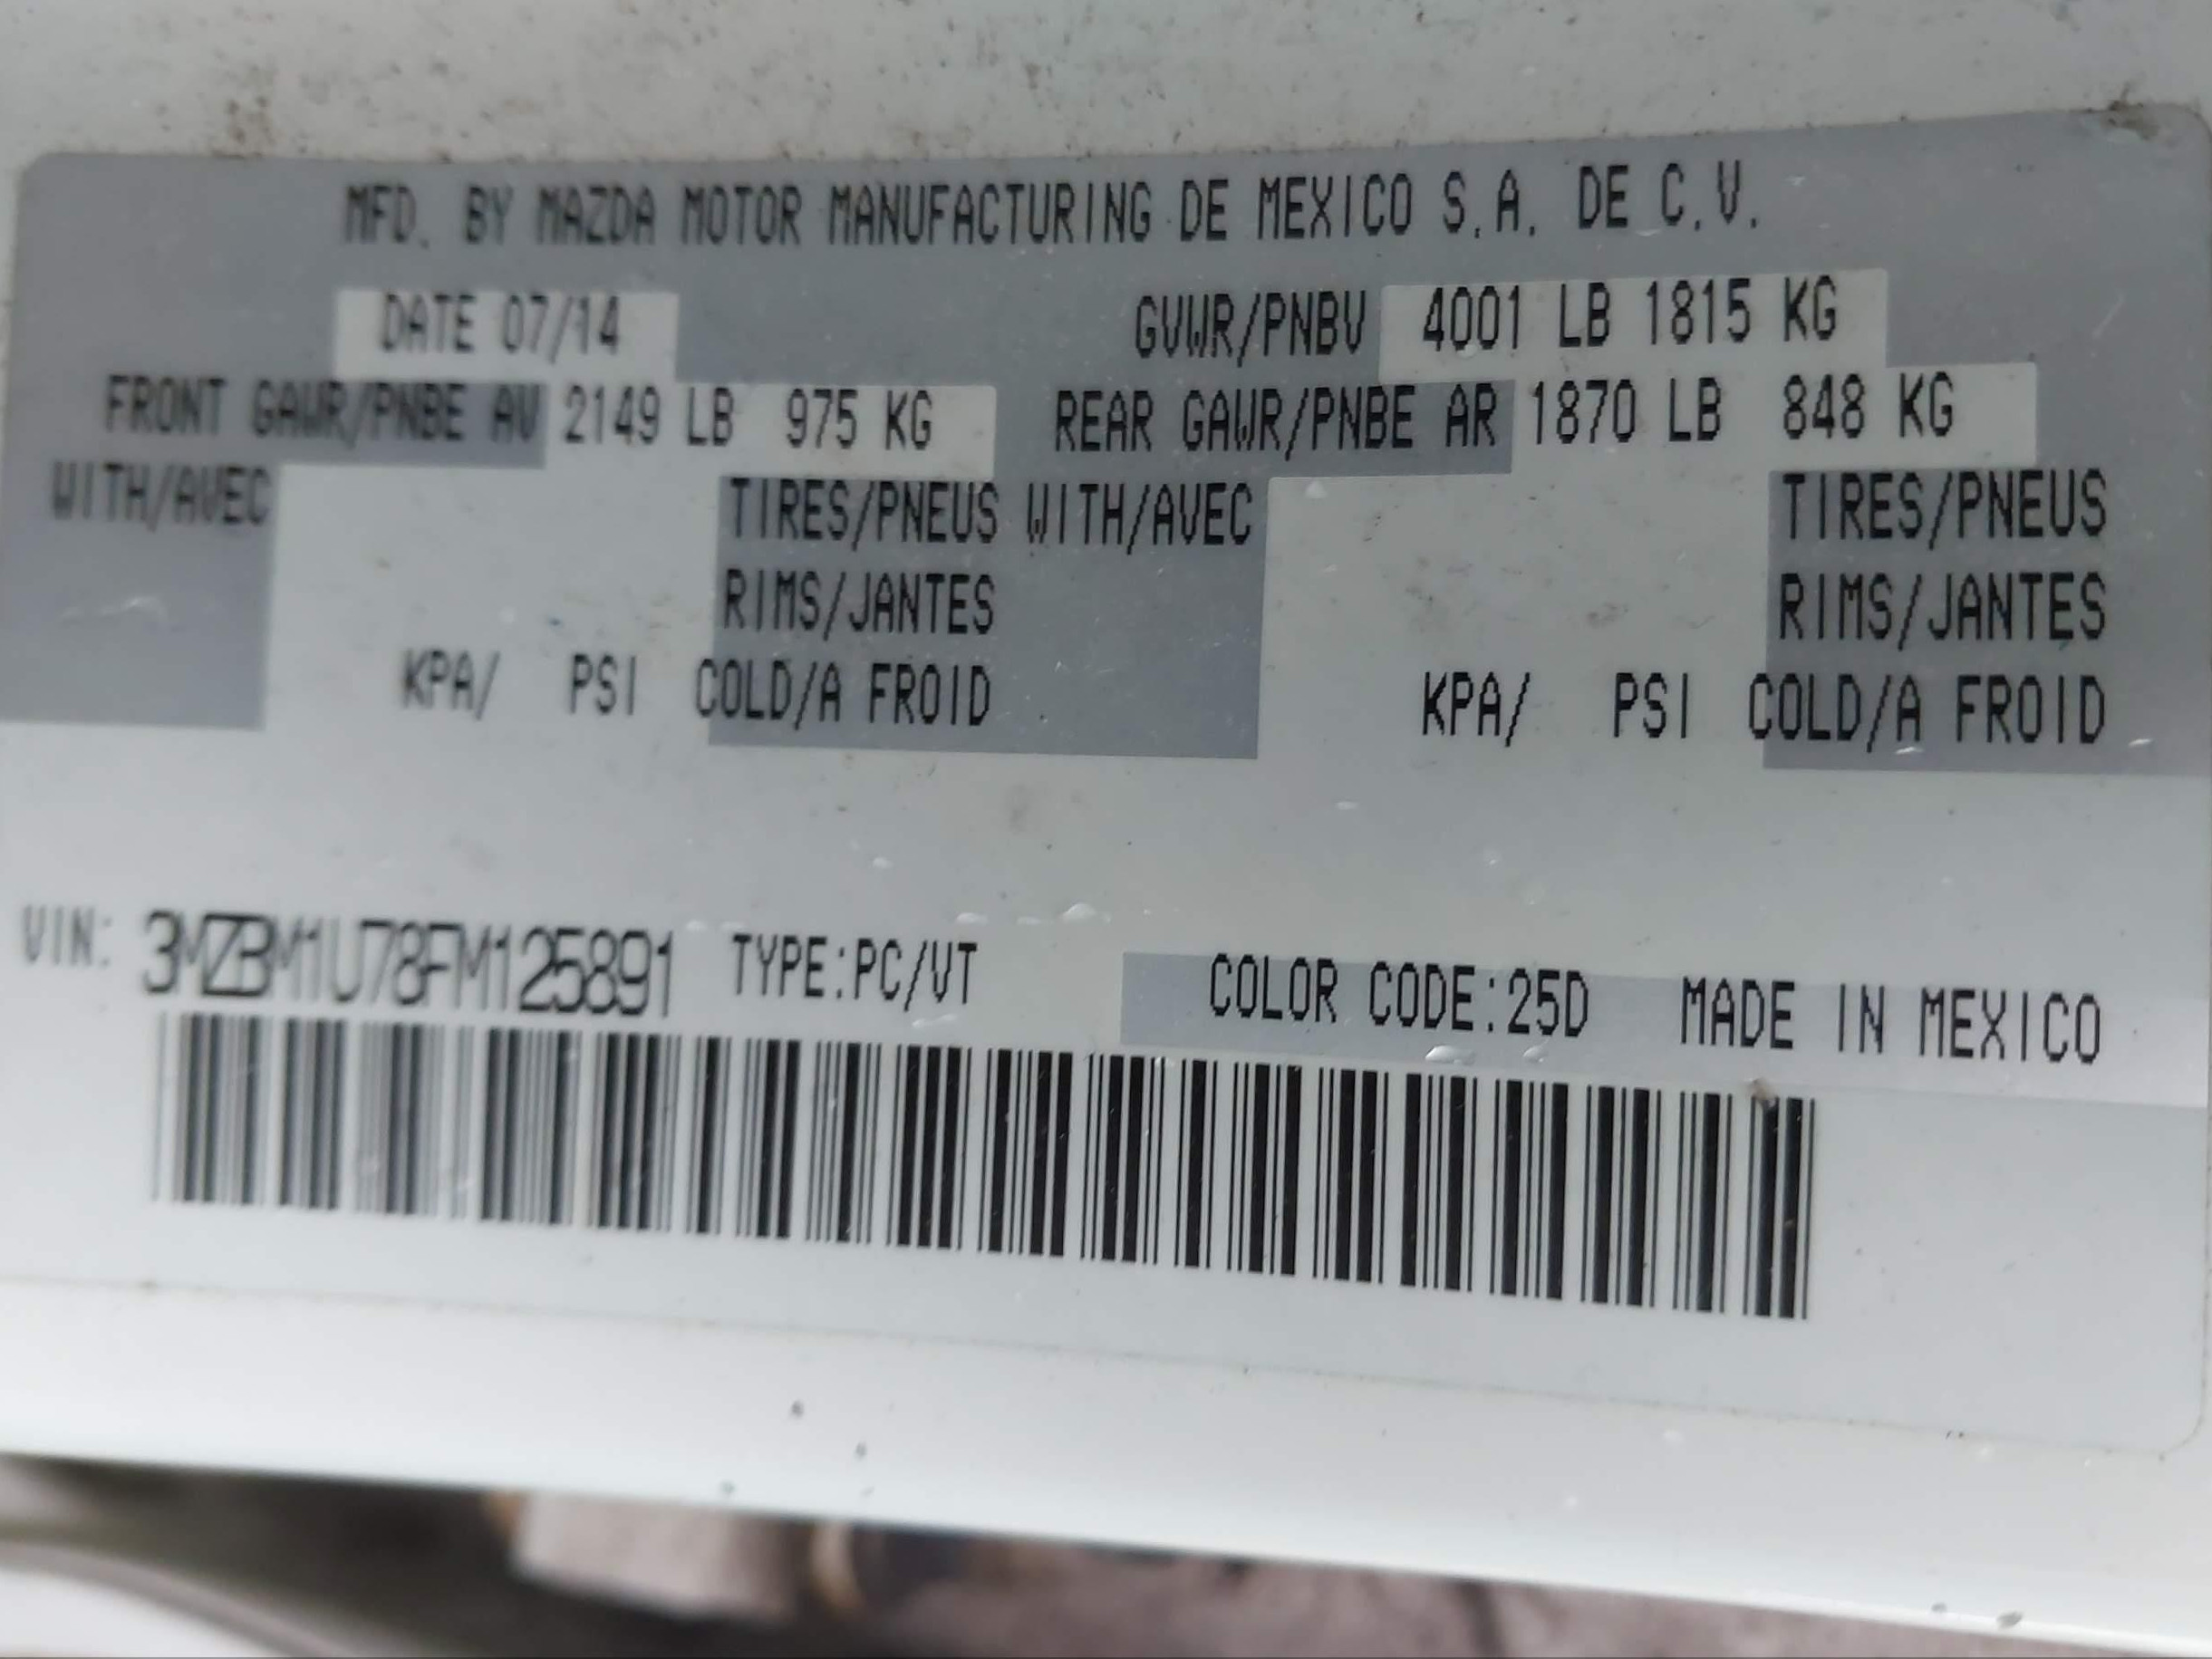 MFD. BY MAZDA MOTOR MANUFACTURING DE MEXICO S.A. DE C.V.
DATE 07/14 GVWR/PNBV 4001 LB 1815 KG
FRONT GAWR/PNBE AV 2149 LB 975 KG REAR GAWR/PNBE AR 1870 LB 848 KG
WITH/AVEC TIRES/PNEUS WITH/AVEC TIRES/PNEUS
RIMS/JANTES RIMS/JANTES
KPA/ PSI COLD/A FROID KPA/ PSI COLD/A FROID
VIN: 3MZBM1U78FM125891 TYPE:PC/VT COLOR CODE:25D MADE IN MEXICO